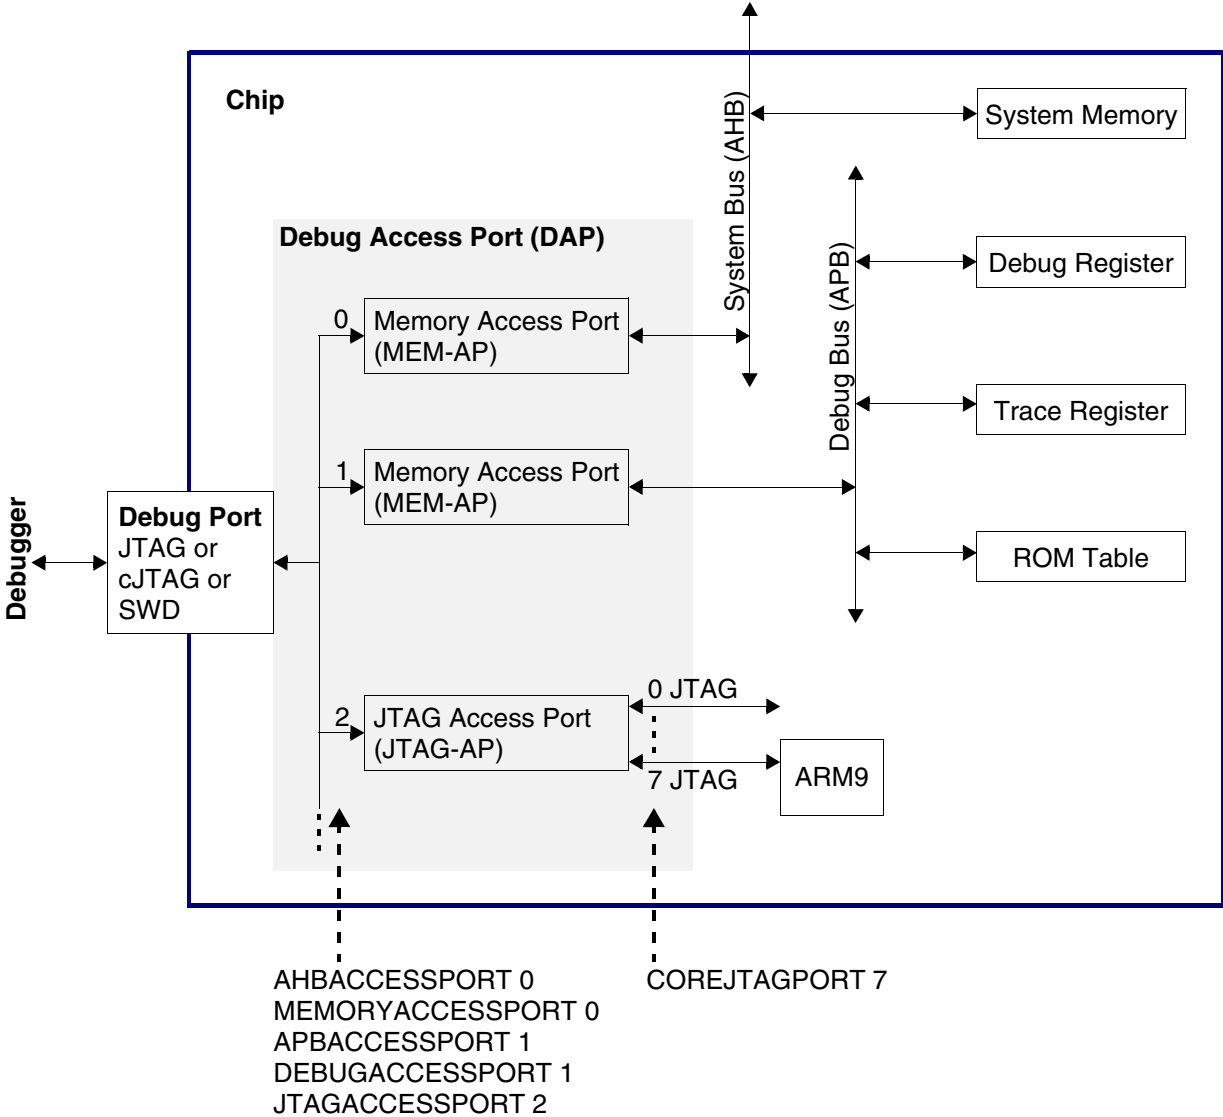 Chip
System Bus (AHB)
System Memory
Debug Access Port (DAP)
Debug Bus (APB)
Debug Register
0
Memory Access Port
(MEM-AP)
Trace Register
1
Memory Access Port
(MEM-AP)
Debugger
Debug Port
JTAG or
cJTAG or
SWD
ROM Table
2
JTAG Access Port
(JTAG-AP)
0 JTAG
7 JTAG
ARM9
AHBACCESSPORT 0
MEMORYACCESSPORT 0
APBACCESSPORT 1
DEBUGACCESSPORT 1
JTAGACCESSPORT 2
COREJTAGPORT 7